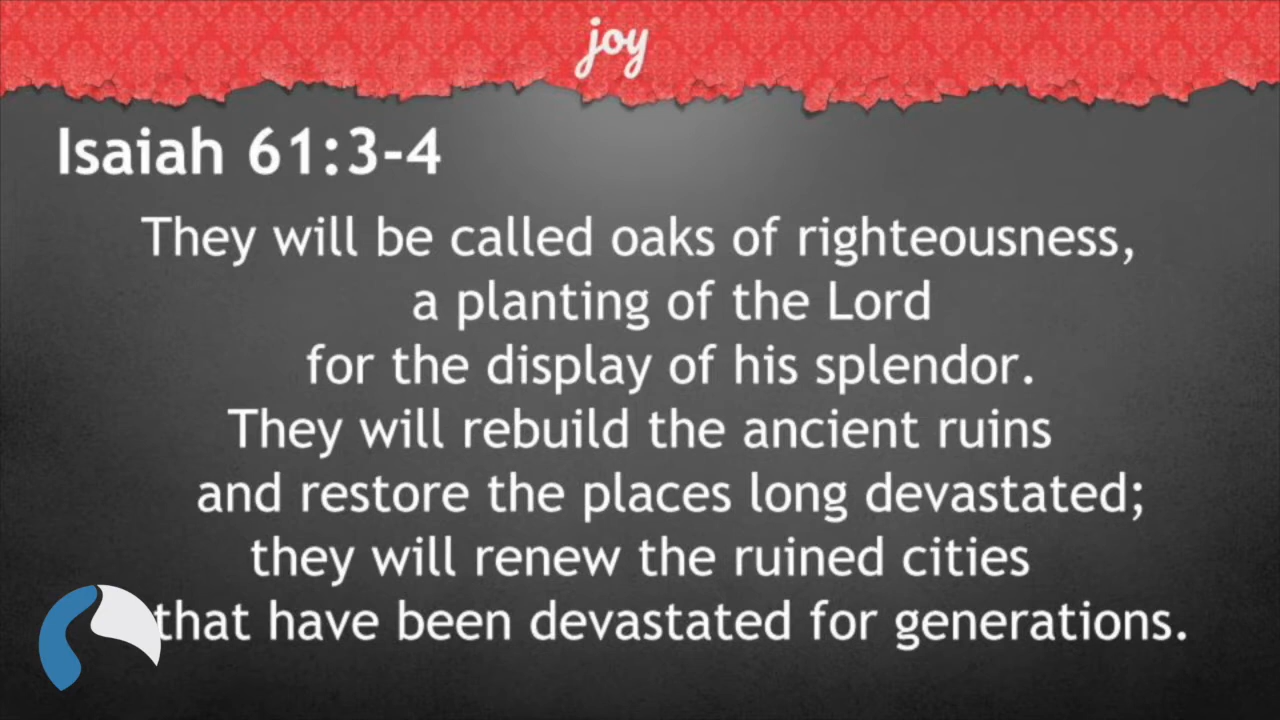 joy
Isaiah 61:3-4
They will be called oaks of righteousness,
a planting of the Lord
for the display of his splendor.
They will rebuild the ancient ruins
and restore the places long devastated;
they will renew the ruined cities
that have been devastated for generations.